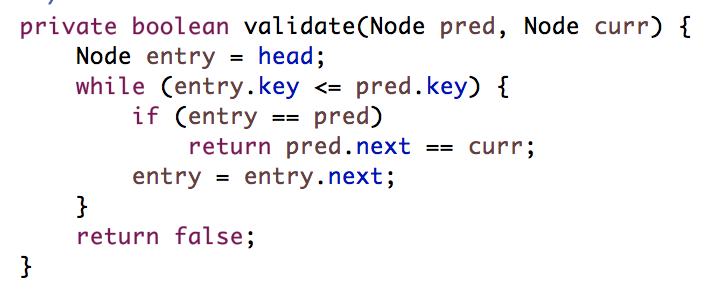 private boolean validate(Node pred, Node curr) {
    Node entry = head;
    while (entry.key <= pred.key) {
        if (entry == pred)
            return pred.next == curr;
        entry = entry.next;
    }
    return false;
}